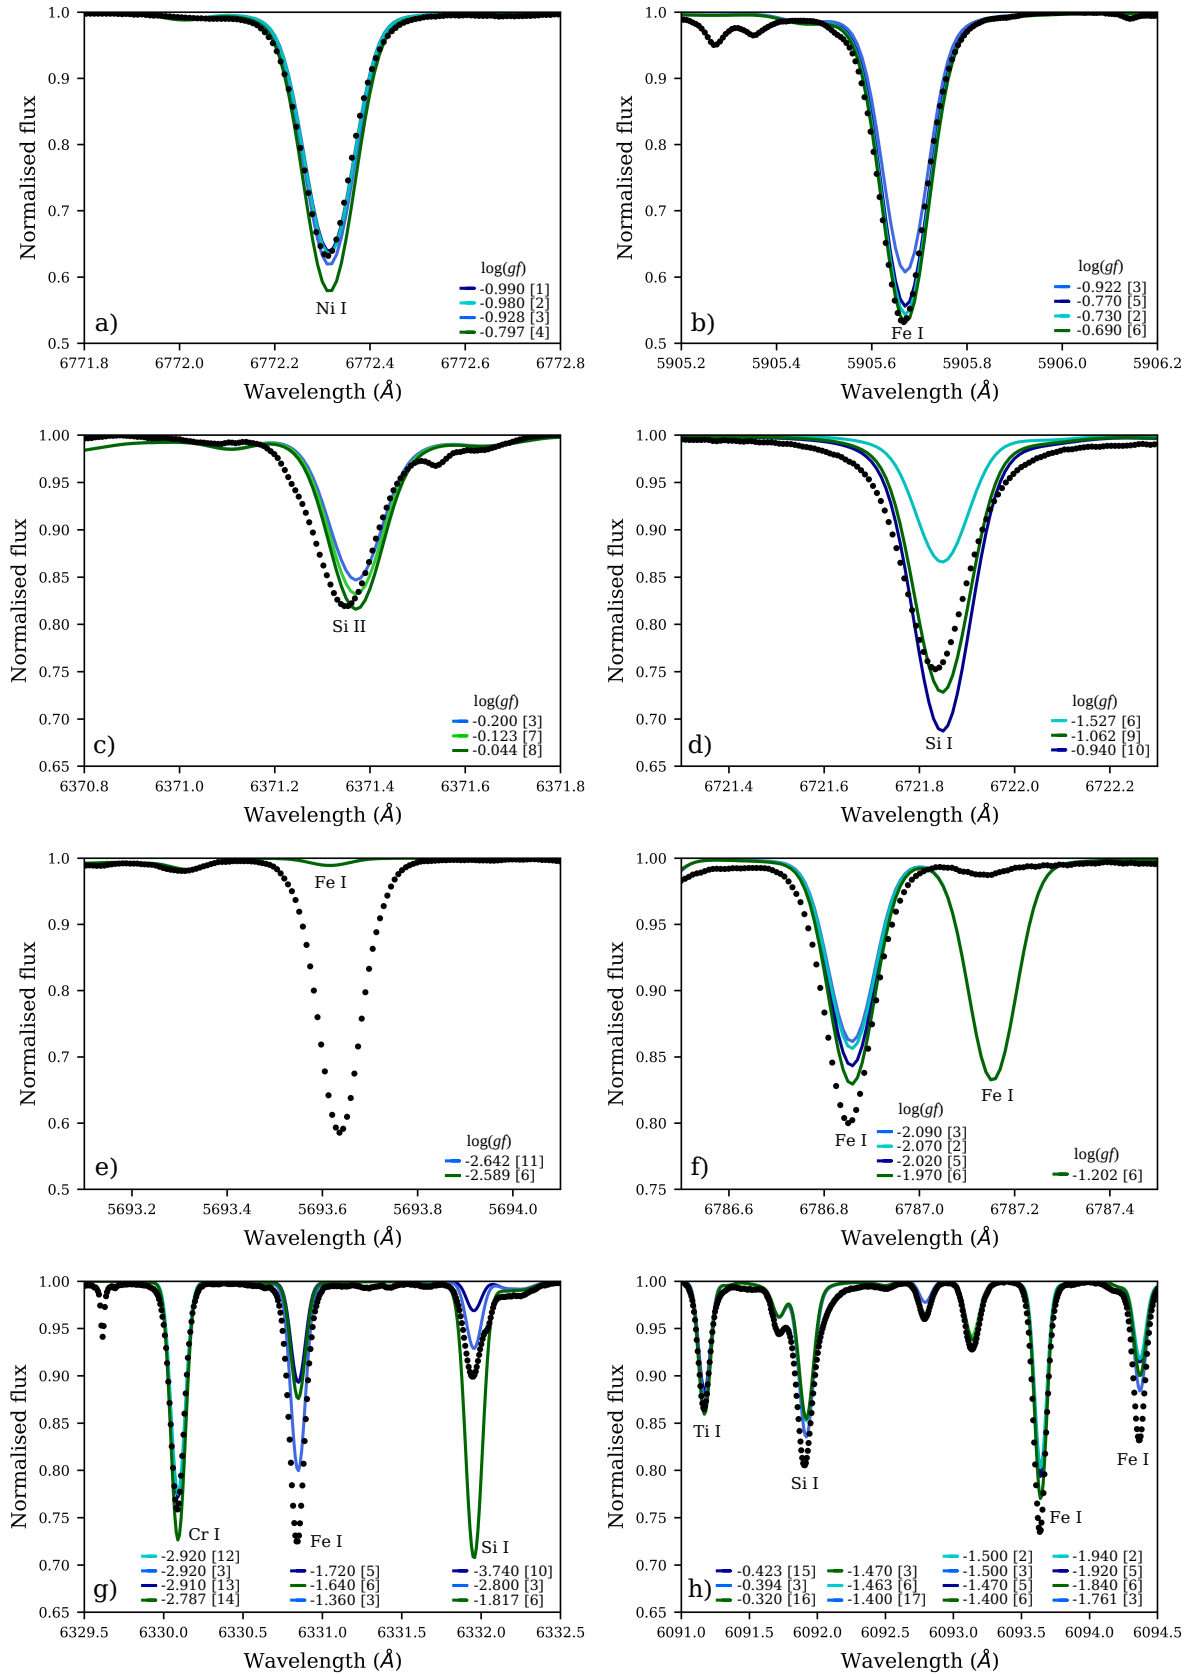 1.0
0.9
0.8
0.7
0.6
0.5
Normalised flux
log(gf)
-0.990 [1]
-0.980 [2]
-0.928 [3]
-0.797 [4]
Ni I
a)
6771.8 6772.0 6772.2 6772.4 6772.6 6772.8
Wavelength (Å)
1.0
0.9
0.8
0.7
0.6
0.5
Normalised flux
log(gf)
-0.922 [3]
-0.770 [5]
-0.730 [2]
-0.690 [6]
Fe I
b)
5905.2 5905.4 5905.6 5905.8 5906.0 5906.2
Wavelength (Å)
1.00
0.95
0.90
0.85
0.80
0.75
0.70
0.65
Normalised flux
Si II
log(gf)
-0.200 [3]
-0.123 [7]
-0.044 [8]
c)
6370.8 6371.0 6371.2 6371.4 6371.6 6371.8
Wavelength (Å)
1.00
0.95
0.90
0.85
0.80
0.75
0.70
0.65
Normalised flux
Si I
log(gf)
-1.527 [6]
-1.062 [9]
-0.940 [10]
d)
6721.4 6721.6 6721.8 6722.0 6722.2
Wavelength (Å)
1.0
0.9
0.8
0.7
0.6
0.5
Normalised flux
Fe I
log(gf)
-2.642 [11]
-2.589 [6]
e)
5693.2 5693.4 5693.6 5693.8 5694.0
Wavelength (Å)
1.00
0.95
0.90
0.85
0.80
0.75
Normalised flux
Fe I
Fe I
log(gf)
-2.090 [3]
-2.070 [2]
-2.020 [5]
-1.970 [6]
log(gf)
-1.202 [6]
f)
6786.6 6786.8 6787.0 6787.2 6787.4
Wavelength (Å)
1.00
0.95
0.90
0.85
0.80
0.75
0.70
0.65
Normalised flux
Cr I
Fe I
Si I
-2.920 [12]
-2.920 [3] -1.720 [5] -3.740 [10]
-2.910 [13] -1.640 [6] -2.800 [3]
-2.787 [14] -1.360 [3] -1.817 [6]
g)
6329.5 6330.0 6330.5 6331.0 6331.5 6332.0 6332.5
Wavelength (Å)
1.00
0.95
0.90
0.85
0.80
0.75
0.70
0.65
Normalised flux
Ti I
Si I
Fe I
Fe I
-1.500 [2] -1.940 [2]
-0.423 [15] -1.470 [3] -1.500 [3] -1.920 [5]
-0.394 [3] -1.463 [6] -1.470 [5] -1.840 [6]
-0.320 [16] -1.400 [17] -1.400 [6] -1.761 [3]
h)
6091.0 6091.5 6092.0 6092.5 6093.0 6093.5 6094.0 6094.5
Wavelength (Å)